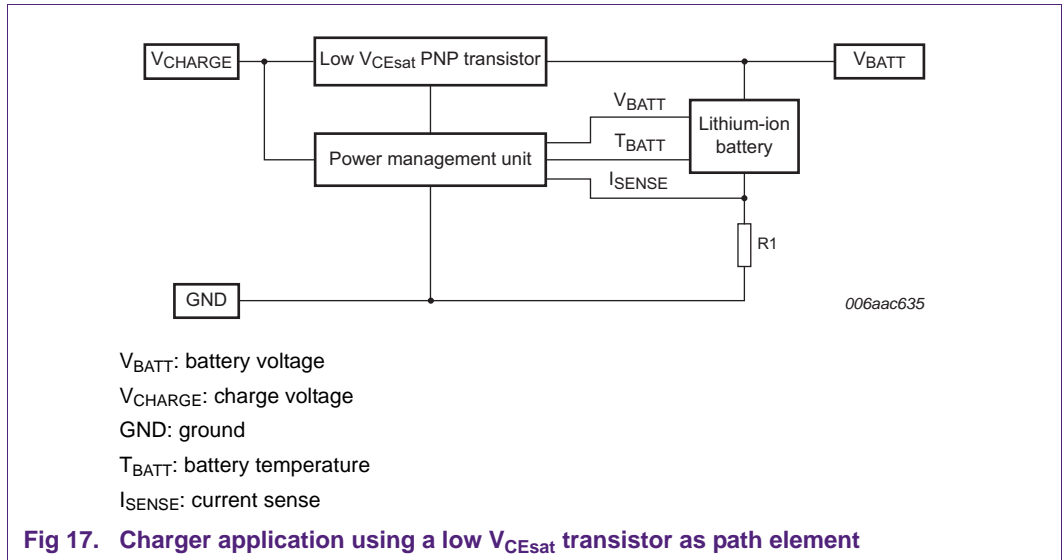 VCHARGE
Low VCEsat PNP transistor
VBATT
VBATT
Lithium-ion
battery
TBATT
Power management unit
ISENSE
R1
GND
006aac635
VBATT: battery voltage
VCHARGE: charge voltage
GND: ground
TBATT: battery temperature
ISENSE: current sense
Fig 17. Charger application using a low VCEsat transistor as path element